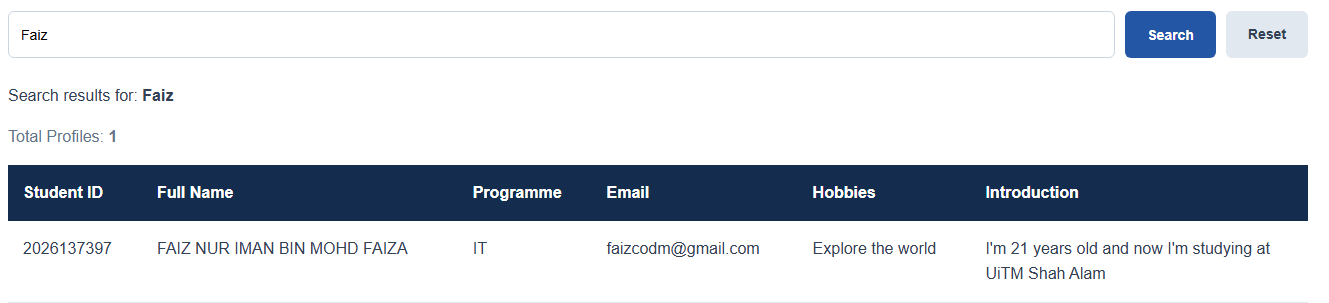 Faiz
Search
Reset
Search results for: Faiz
Total Profiles: 1
Student ID Full Name Programme Email Hobbies Introduction
2026137397 FAIZ NUR IMAN BIN MOHD FAIZA IT faizcodm@gmail.com Explore the world I'm 21 years old and now I'm studying at
UiTM Shah Alam